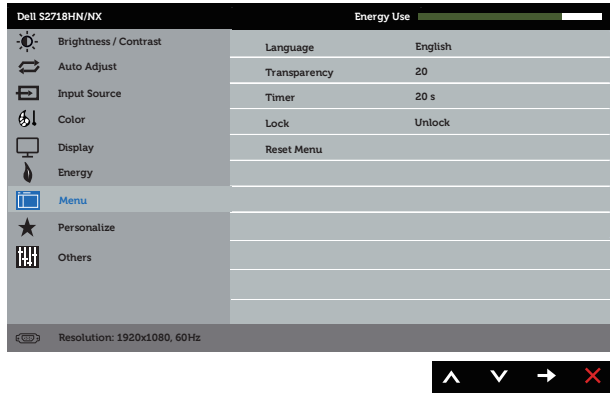 Dell S2718HN/NX Energy Use
Brightness / Contrast
Auto Adjust
Input Source
Color
Display
Energy
Menu
Personalize
Others
Language English
Transparency 20
Timer 20 s
Lock Unlock
Reset Menu
Resolution: 1920x1080, 60Hz